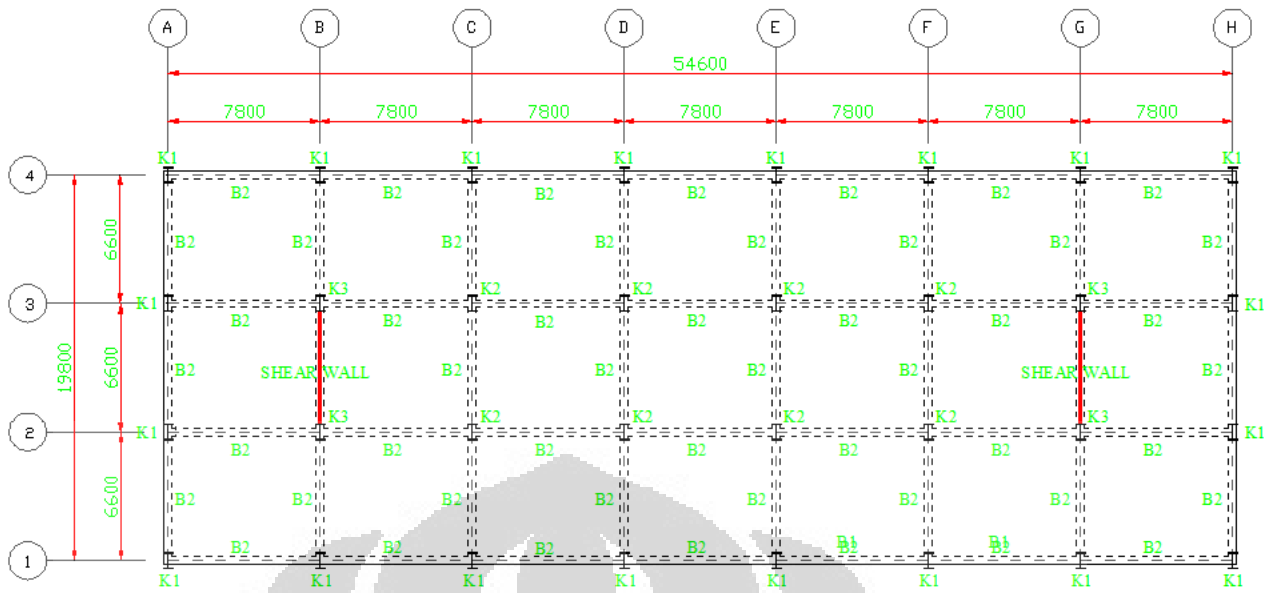 A B C D E F G H
54600
7800 7800 7800 7800 7800 7800 7800
K1 K1 K1 K1 K1 K1 K1 K1
4
B2 B2 B2 B2 B2 B2 B2
6600
B2 B2 B2 B2 B2 B2 B2 B2
K3 K2 K2 K2 K2 K3
3 K1 K1
B2 B2 B2 B2 B2 B2 B2
19800
6600
B2 SHEAR WALL B2 B2 B2 B2 SHEAR WALL B2
K3 K2 K2 K2 K2 K3
2 K1 K1
B2 B2 B2 B2 B2 B2 B2
6600
B2 B2 B2 B2 B2 B2 B2 B2
B1 B1
B2 B2 B2 B2 B2 B2 B2
1
K1 K1 K1 K1 K1 K1 K1 K1